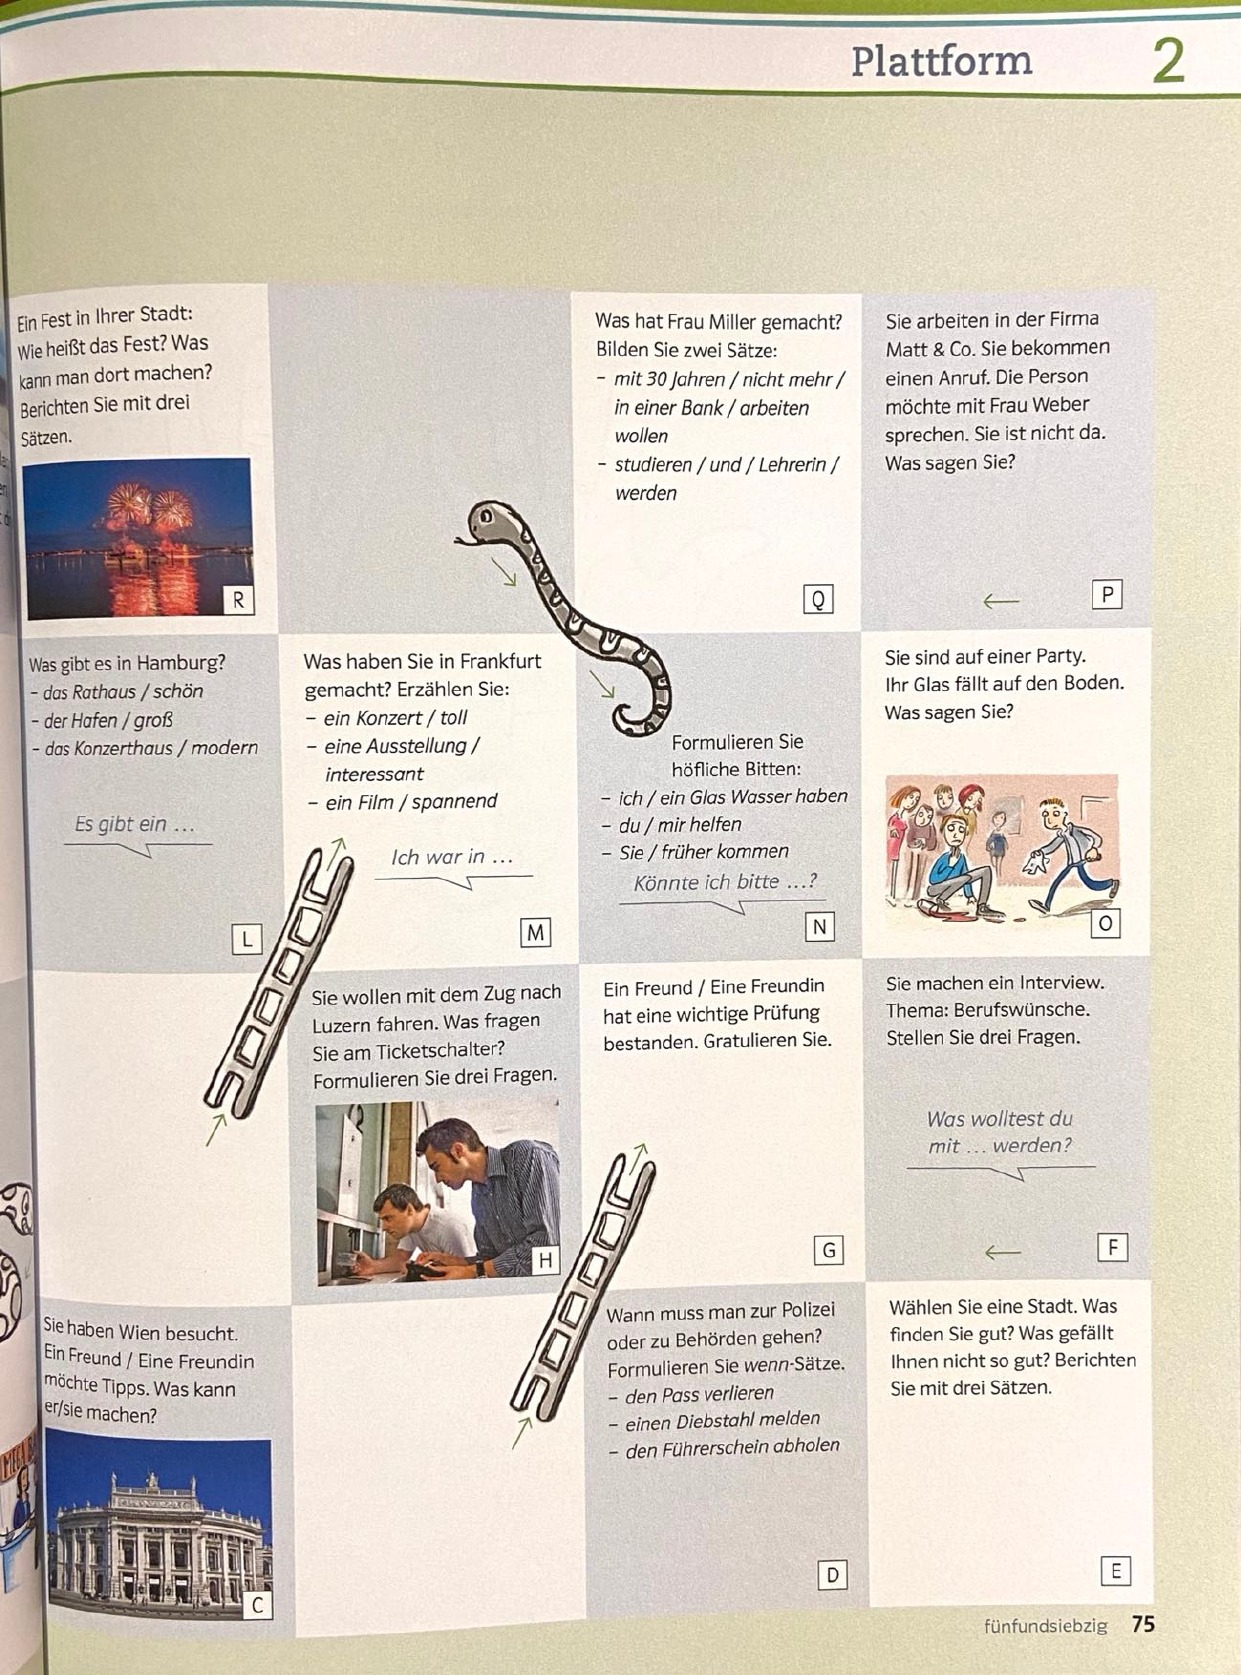 Plattform 2
Ein Fest in Ihrer Stadt:
Wie heißt das Fest? Was
kann man dort machen?
Berichten Sie mit drei
Sätzen.
R
Was hat Frau Miller gemacht?
Bilden Sie zwei Sätze:
– mit 30 Jahren / nicht mehr /
in einer Bank / arbeiten
wollen
– studieren / und / Lehrerin /
werden
Q
Sie arbeiten in der Firma
Matt & Co. Sie bekommen
einen Anruf. Die Person
möchte mit Frau Weber
sprechen. Sie ist nicht da.
Was sagen Sie?
←
P
Was gibt es in Hamburg?
– das Rathaus / schön
– der Hafen / groß
– das Konzerthaus / modern
Es gibt ein ...
L
Was haben Sie in Frankfurt
gemacht? Erzählen Sie:
– ein Konzert / toll
– eine Ausstellung /
interessant
– ein Film / spannend
Ich war in ...
M
Formulieren Sie
höfliche Bitten:
– ich / ein Glas Wasser haben
– du / mir helfen
– Sie / früher kommen
Könnte ich bitte ...?
N
Sie sind auf einer Party.
Ihr Glas fällt auf den Boden.
Was sagen Sie?
O
Sie wollen mit dem Zug nach
Luzern fahren. Was fragen
Sie am Ticketschalter?
Formulieren Sie drei Fragen.
H
Ein Freund / Eine Freundin
hat eine wichtige Prüfung
bestanden. Gratulieren Sie.
G
Sie machen ein Interview.
Thema: Berufswünsche.
Stellen Sie drei Fragen.
Was wolltest du
mit ... werden?
←
F
Sie haben Wien besucht.
Ein Freund / Eine Freundin
möchte Tipps. Was kann
er/sie machen?
C
Wann muss man zur Polizei
oder zu Behörden gehen?
Formulieren Sie wenn-Sätze.
– den Pass verlieren
– einen Diebstahl melden
– den Führerschein abholen
D
Wählen Sie eine Stadt. Was
finden Sie gut? Was gefällt
Ihnen nicht so gut? Berichten
Sie mit drei Sätzen.
E
fünfundsiebzig 75